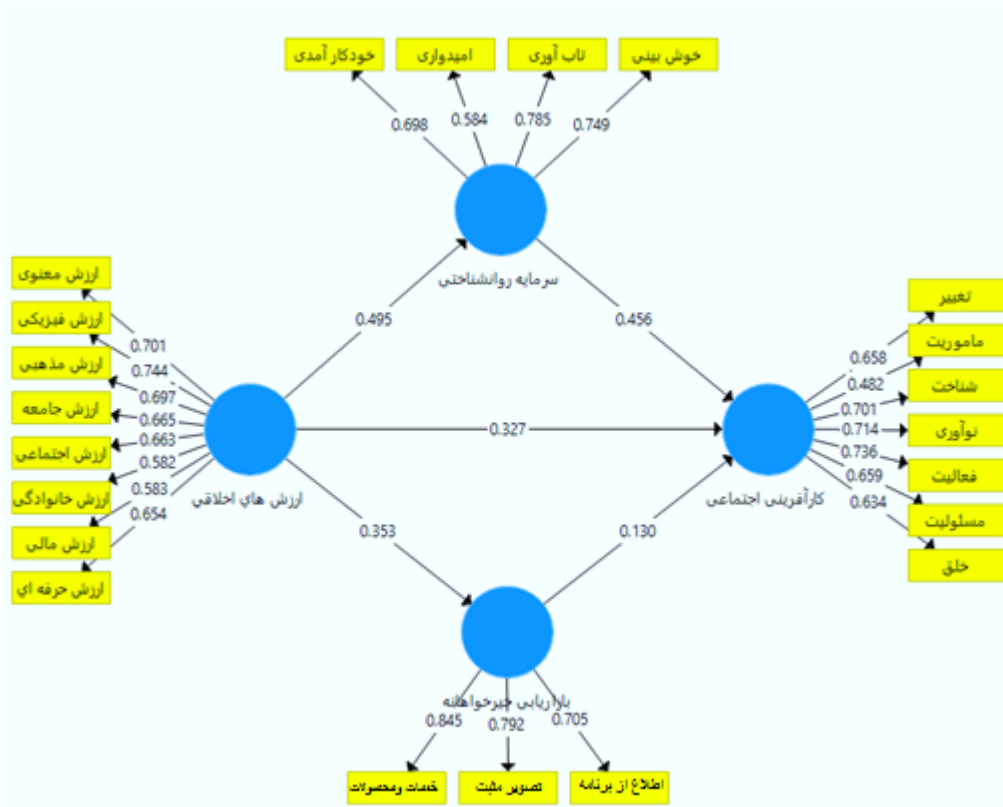 خودکار آمدی
امیدواری
تاب آوری
خوش بینی
0.698
0.584
0.785
0.749
سرمایه روانشناختی
ارزش معنوی
ارزش فیزیکی
ارزش مذهبی
ارزش جامعه
ارزش اجتماعی
ارزش خانوادگی
ارزش مالی
ارزش حرفه اي
0.701
0.744
0.697
0.665
0.663
0.582
0.583
0.654
ارزش هاي اخلاقي
0.495
0.456
0.327
0.353
0.130
تغییر
ماموریت
شناخت
نوآوری
فعالیت
مسئولیت
خلق
0.658
0.482
0.701
0.714
0.736
0.659
0.634
کارآفرینی اجتماعی
بازاریابی خیرخواهانه
0.845
0.792
0.705
خدمات ومحصولات
تصویر مثبت
اطلاع از برنامه